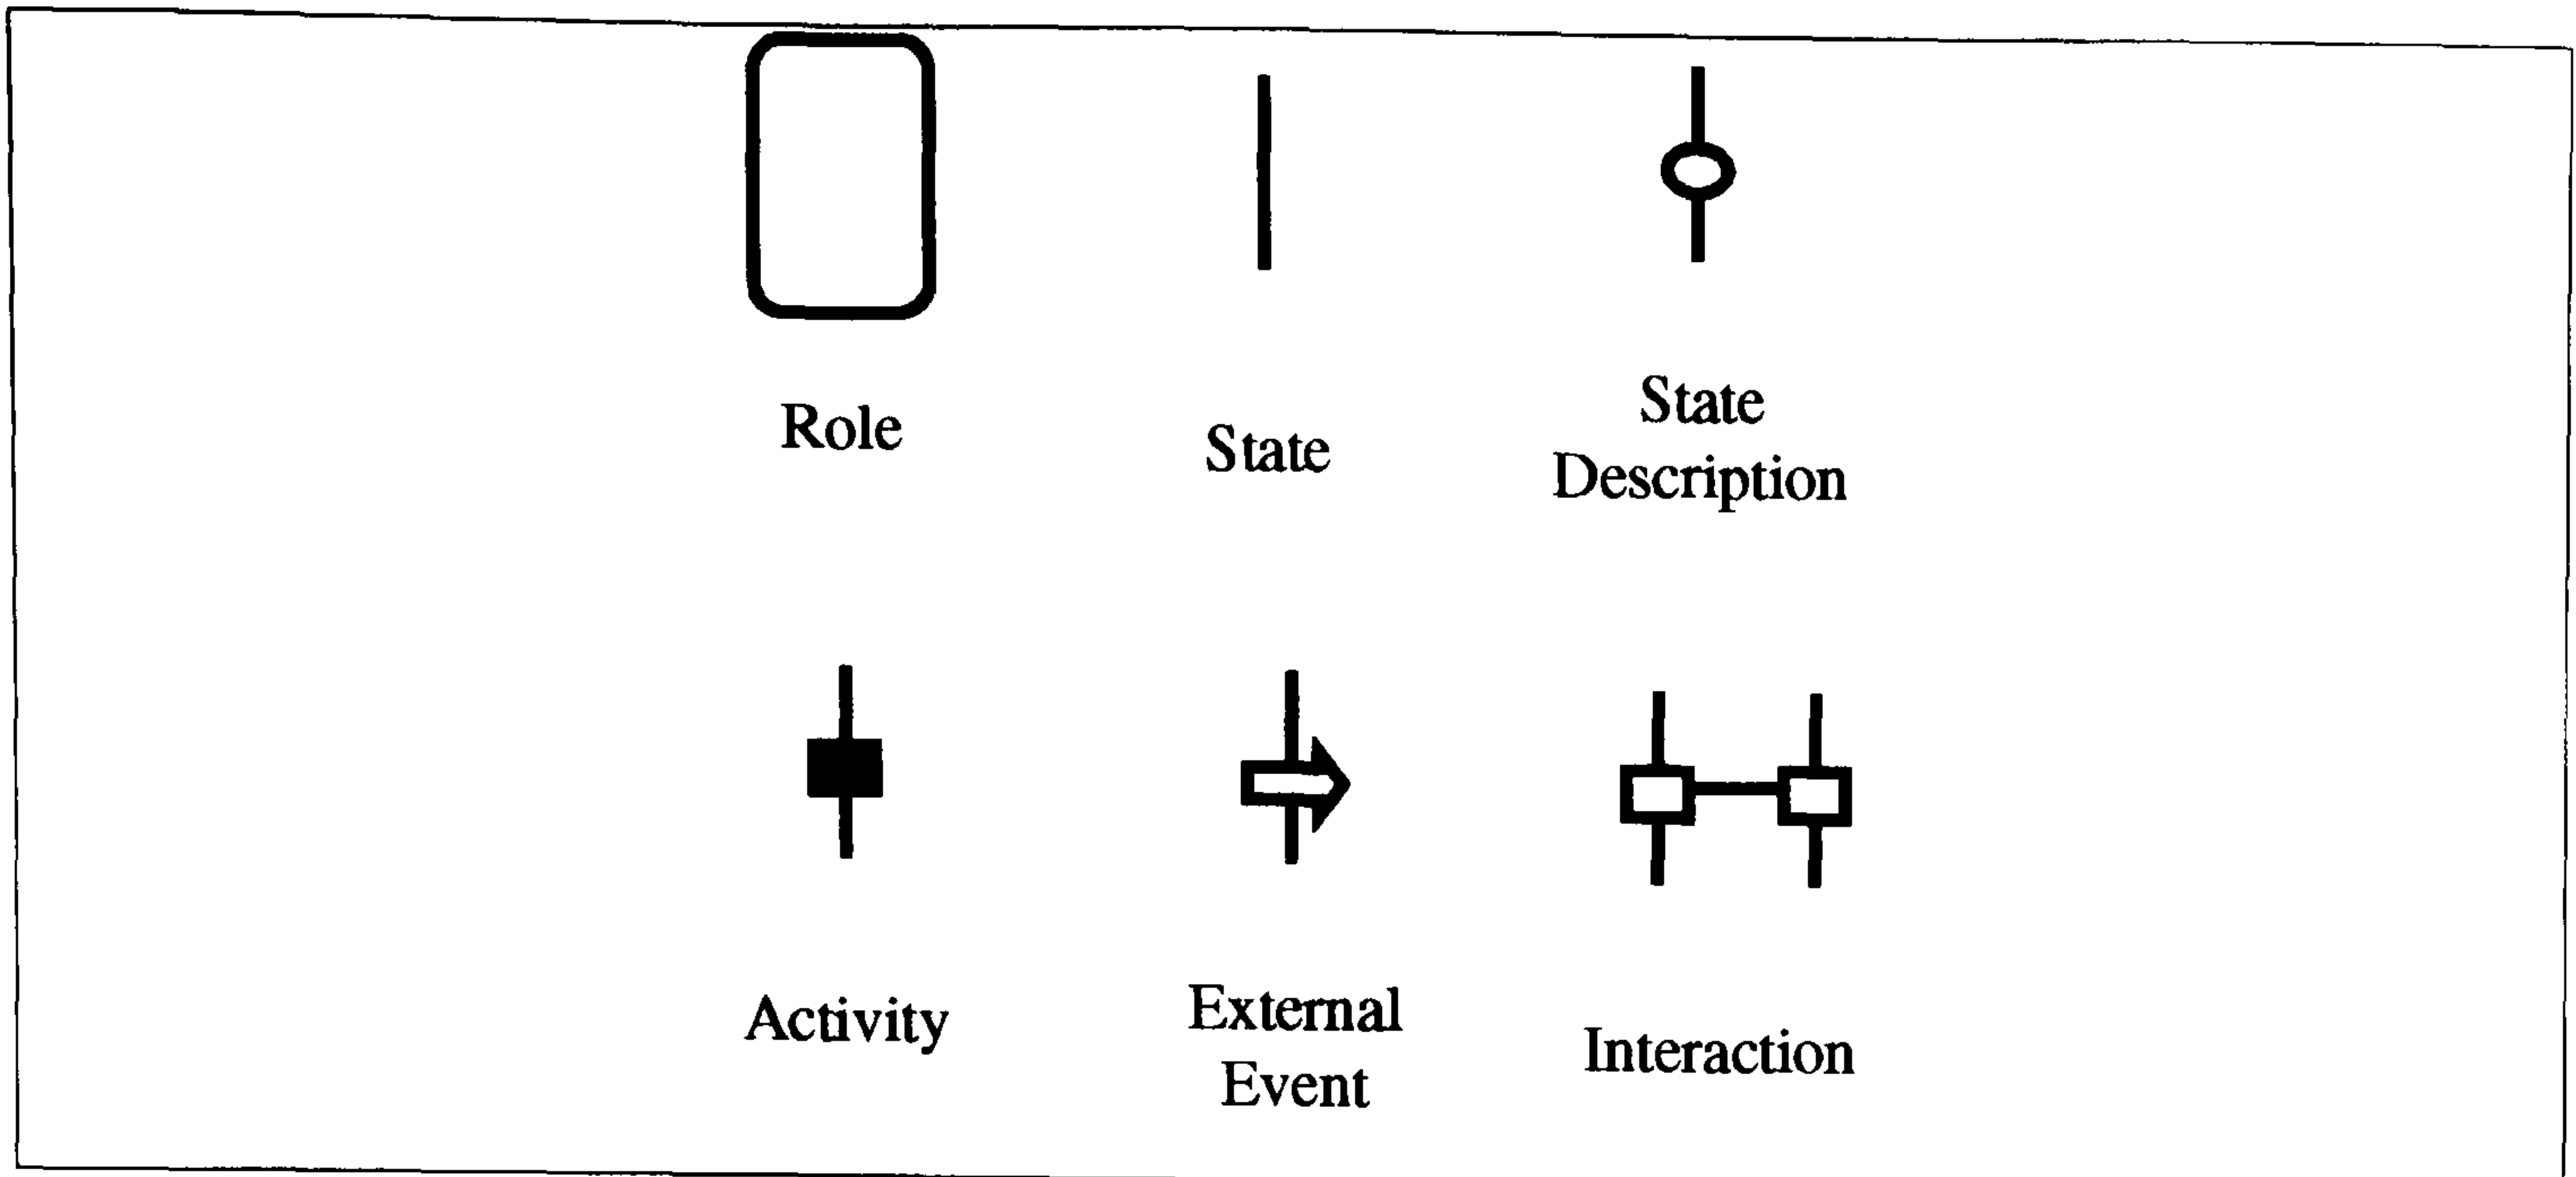 Role
State
State
Description
Activity
External
Event
Interaction